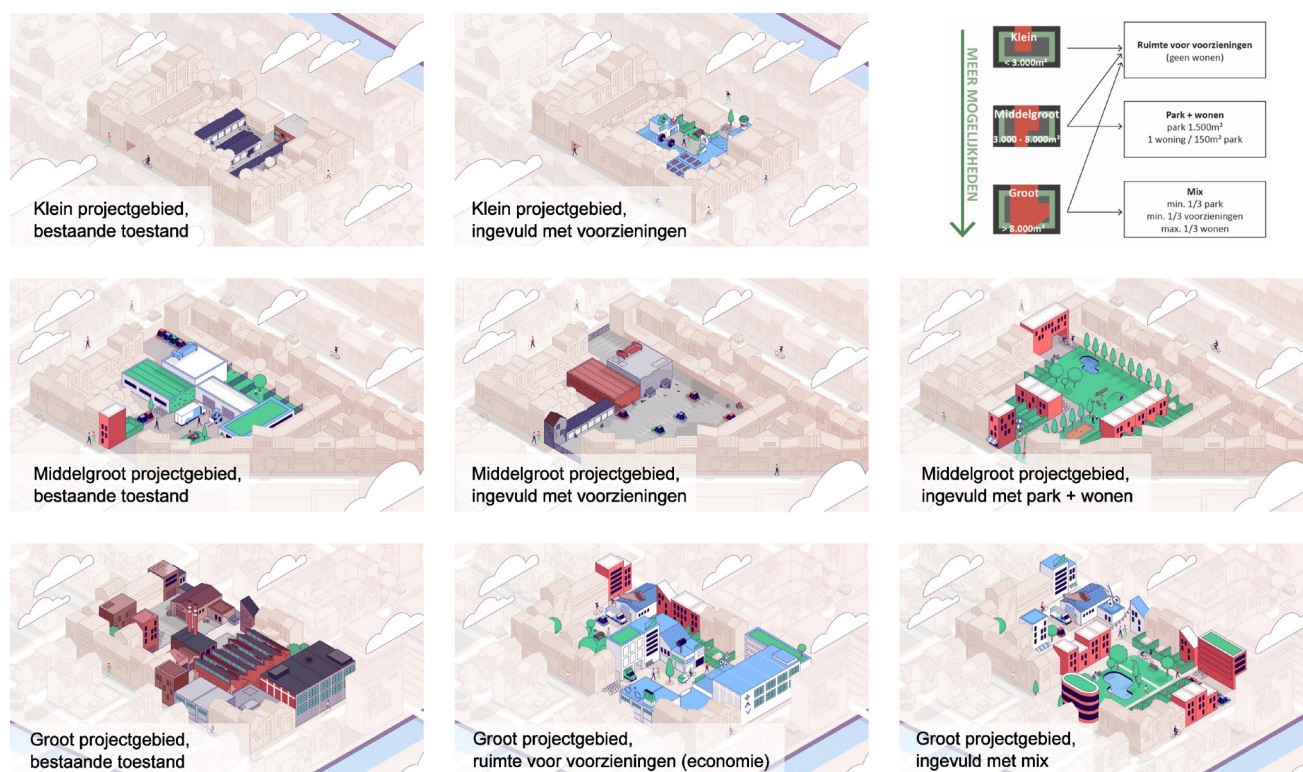 Klein projectgebied,
bestaande toestand
Klein projectgebied,
ingevuld met voorzieningen
MEER MOGELIJKHEDEN
Klein
< 3.000m²
Middelgroot
3.000 - 8.000m²
Groot
> 8.000m²
Ruimte voor voorzieningen
(geen wonen)
Park + wonen
park 1.500m²
1 woning / 150m² park
Mix
min. 1/3 park
min. 1/3 voorzieningen
max. 1/3 wonen
Middelgroot projectgebied,
bestaande toestand
Middelgroot projectgebied,
ingevuld met voorzieningen
Middelgroot projectgebied,
ingevuld met park + wonen
Groot projectgebied,
bestaande toestand
Groot projectgebied,
ruimte voor voorzieningen (economie)
Groot projectgebied,
ingevuld met mix